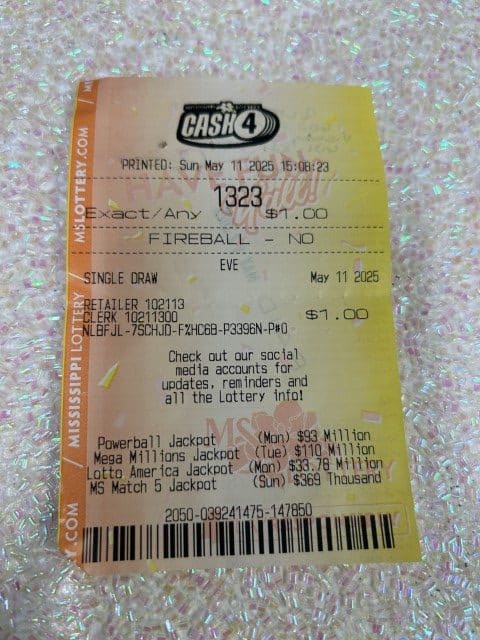 CASH 4
PRINTED: Sun May 11 2025 15:08:23
1323
Exact/Any $1.00
FIREBALL - NO
EVE
SINGLE DRAW May 11 2025
RETAILER 102113
CLERK 10211300 $1.00
NLBFJL-7SCHJD-F%HC6B-P3396N-P#0
Check out our social
media accounts for
updates, reminders and
all the Lottery info!
Powerball Jackpot (Mon) $93 Million
Mega Millions Jackpot (Tue) $110 Million
Lotto America Jackpot (Mon) $33.78 Million
MS Match 5 Jackpot (Sun) $369 Thousand
2050-039241475-147850
/ MISSISSIPPI LOTTERY / MSLOTTERY.COM /